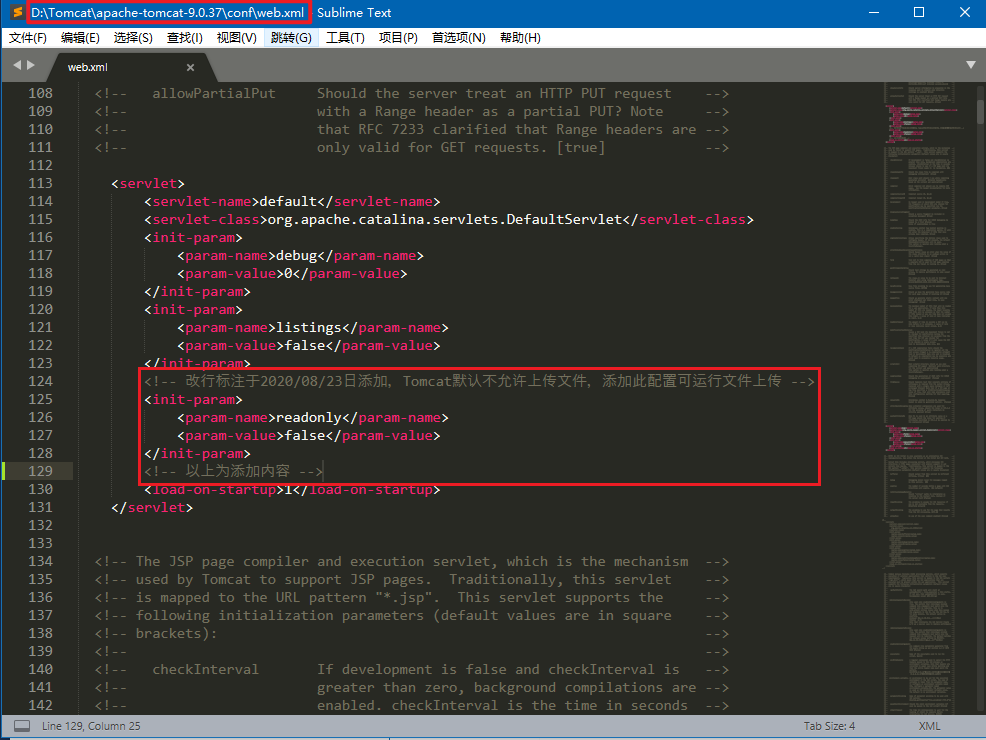 D:\Tomcat\apache-tomcat-9.0.37\conf\web.xml Sublime Text
文件(F) 编辑(E) 选择(S) 查找(I) 视图(V) 跳转(G) 工具(T) 项目(P) 首选项(N) 帮助(H)
web.xml
108 <!--   allowPartialPut     Should the server treat an HTTP PUT request    -->
109 <!--                       with a Range header as a partial PUT? Note     -->
110 <!--                       that RFC 7233 clarified that Range headers are -->
111 <!--                       only valid for GET requests. [true]            -->
112
113 <servlet>
114 <servlet-name>default</servlet-name>
115 <servlet-class>org.apache.catalina.servlets.DefaultServlet</servlet-class>
116 <init-param>
117 <param-name>debug</param-name>
118 <param-value>0</param-value>
119 </init-param>
120 <init-param>
121 <param-name>listings</param-name>
122 <param-value>false</param-value>
123 </init-param>
124 <!-- 改行标注于2020/08/23日添加, Tomcat默认不允许上传文件, 添加此配置可运行文件上传 -->
125 <init-param>
126 <param-name>readonly</param-name>
127 <param-value>false</param-value>
128 </init-param>
129 <!-- 以上为添加内容 -->
130 <load-on-startup>1</load-on-startup>
131 </servlet>
132
133
134 <!-- The JSP page compiler and execution servlet, which is the mechanism  -->
135 <!-- used by Tomcat to support JSP pages.  Traditionally, this servlet    -->
136 <!-- is mapped to the URL pattern "*.jsp".  This servlet supports the     -->
137 <!-- following initialization parameters (default values are in square    -->
138 <!-- brackets):                                                           -->
139 <!--                                                                      -->
140 <!--   checkInterval       If development is false and checkInterval is   -->
141 <!--                       greater than zero, background compilations are -->
142 <!--                       enabled. checkInterval is the time in seconds  -->
Line 129, Column 25 Tab Size: 4 XML